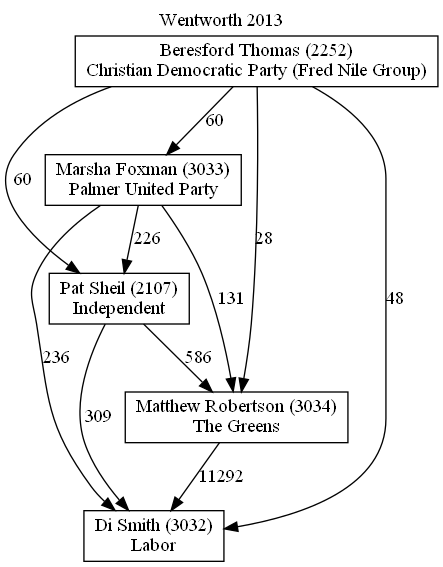 Wentworth 2013
Beresford Thomas (2252)
Christian Democratic Party (Fred Nile Group)
60
Marsha Foxman (3033)
Palmer United Party
60
226
28
Pat Sheil (2107)
Independent
131
48
236
586
309
Matthew Robertson (3034)
The Greens
11292
Di Smith (3032)
Labor